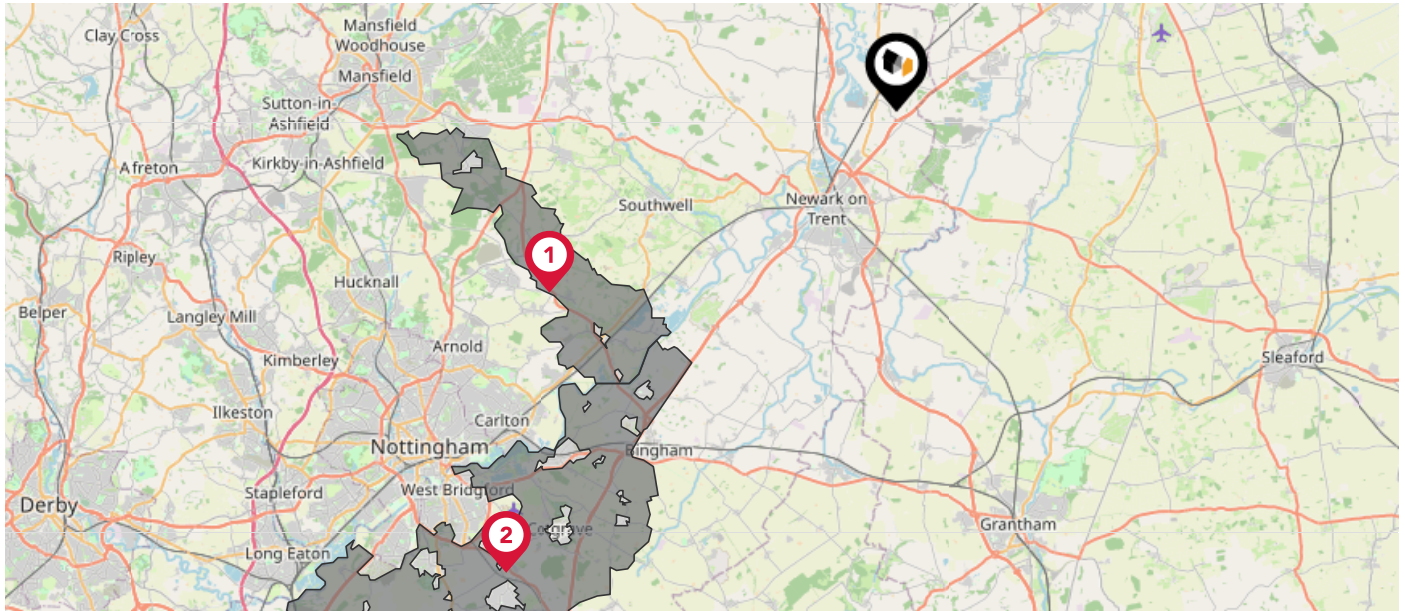 Clay Cross
Mansfield
Woodhouse
Mansfield
Sutton-in-
Ashfield
Alfreton
Kirkby-in-Ashfield
Southwell
Newark on
Trent
Ripley
Hucknall
1
Belper
Langley Mill
Arnold
Kimberley
Sleaford
Ilkeston
Carlton
Nottingham
Bingham
Stapleford
West Bridgford
Derby
Cotgrave
2
Grantham
Long Eaton